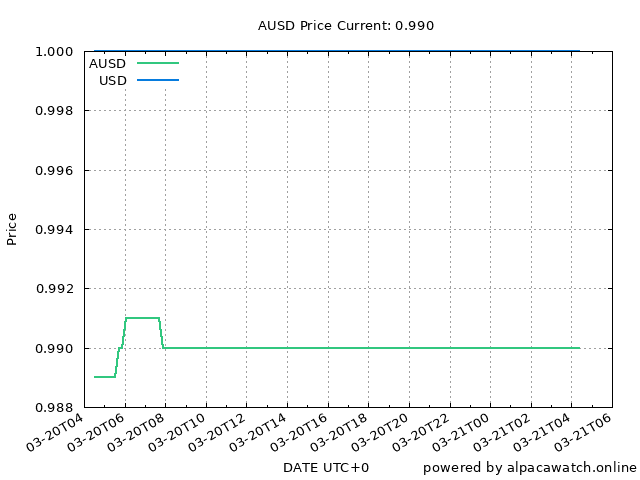 AUSD Price Current: 0.990
1.000
AUSD
USD
0.998
0.996
0.994
Price
0.992
0.990
0.988
03-20T04
03-20T06
03-20T08
03-20T10
03-20T12
03-20T14
03-20T16
03-20T18
03-20T20
03-20T22
03-21T00
03-21T02
03-21T04
03-21T06
DATE UTC+0
powered by alpacawatch.online